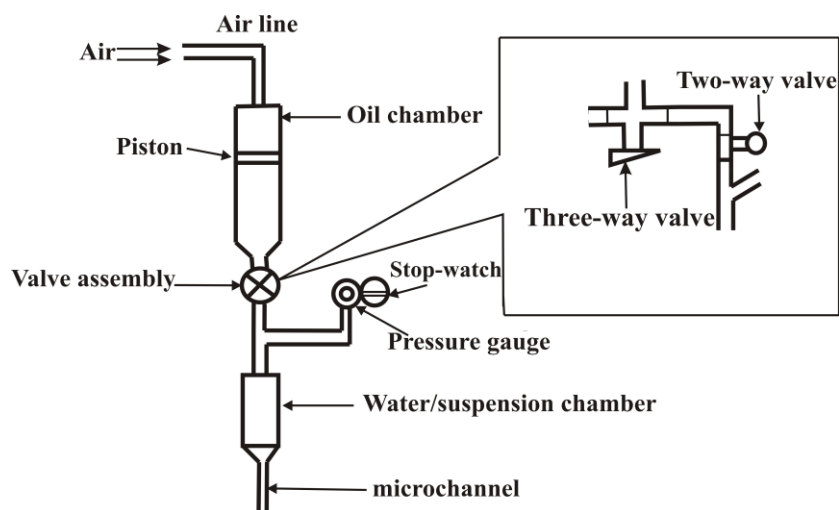 Air line
Air
Oil chamber
Piston
Two-way valve
Three-way valve
Valve assembly
Stop-watch
Pressure gauge
Water/suspension chamber
microchannel